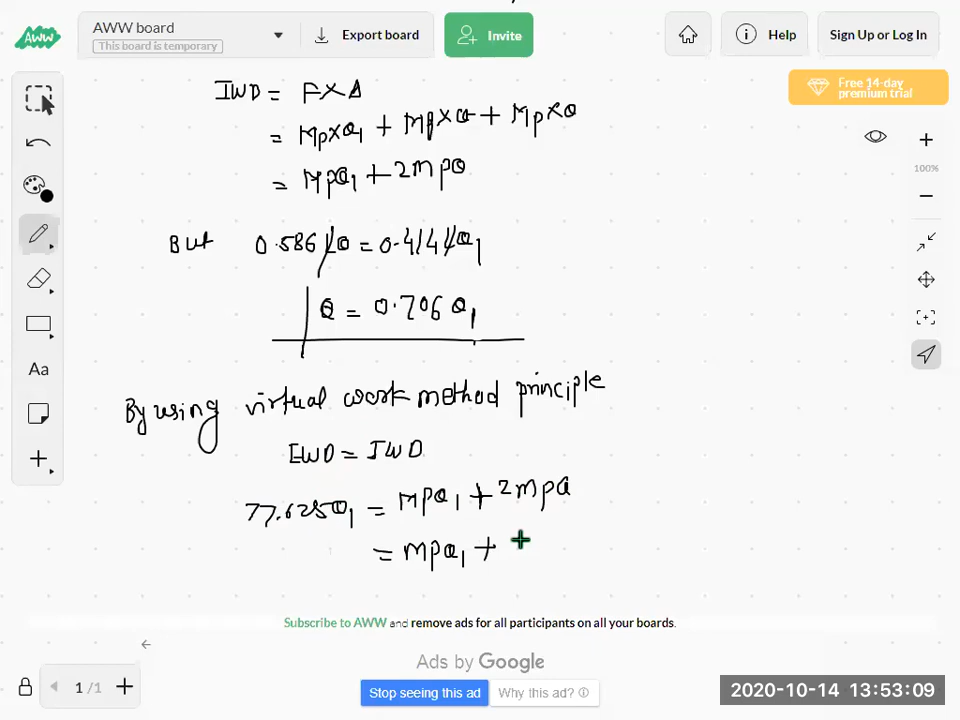 AWW
AWW board
This board is temporary
Export board
Invite
Help
Sign Up or Log In
Free 14-day premium trial
100%
IWD = F×Δ
= Mp×θ₁ + Mp×θ + Mp×θ
= Mpθ₁ + 2Mpθ
But 0.586 Lθ = 0.414 Lθ₁
θ = 0.706 θ₁
By using virtual work method principle
IWD = IWD
77.625θ₁ = Mpθ₁ + 2Mpθ
= Mpθ₁ +
Aa
Subscribe to AWW and remove ads for all participants on all your boards.
1 /1
Ads by Google
Stop seeing this ad
Why this ad?
2020-10-14 13:53:09